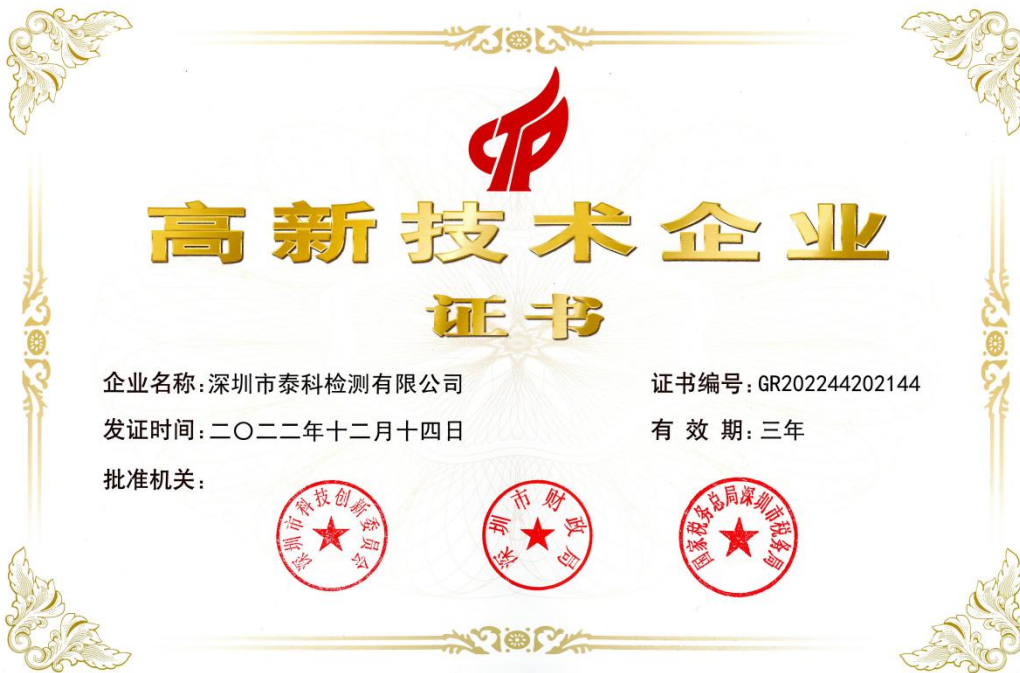 高新技术企业
证书
企业名称:深圳市泰科检测有限公司
证书编号:GR202244202144
发证时间:二〇二二年十二月十四日
有 效 期:三年
批准机关:
深圳市科技创新委员会
深圳市财政局
国家税务总局深圳市税务局